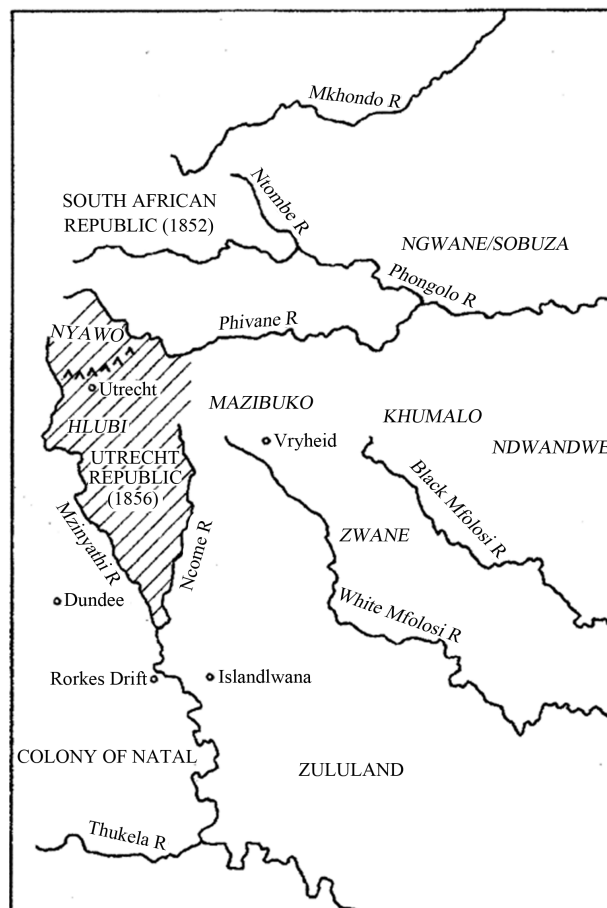 Mkhondo R
SOUTH AFRICAN
REPUBLIC (1852)
Ntombe R
NGWANE/SOBUZA
Phongolo R
Phivane R
NYAWO
Utrecht
MAZIBUKO
KHUMALO
HLUBI
Vryheid
NDWANDWE
UTRECHT
REPUBLIC
(1856)
Black Mfolosi R
Mzinyathi R
Ncome R
ZWANE
Dundee
White Mfolosi R
Rorkes Drift
Islandlwana
COLONY OF NATAL
ZULULAND
Thukela R